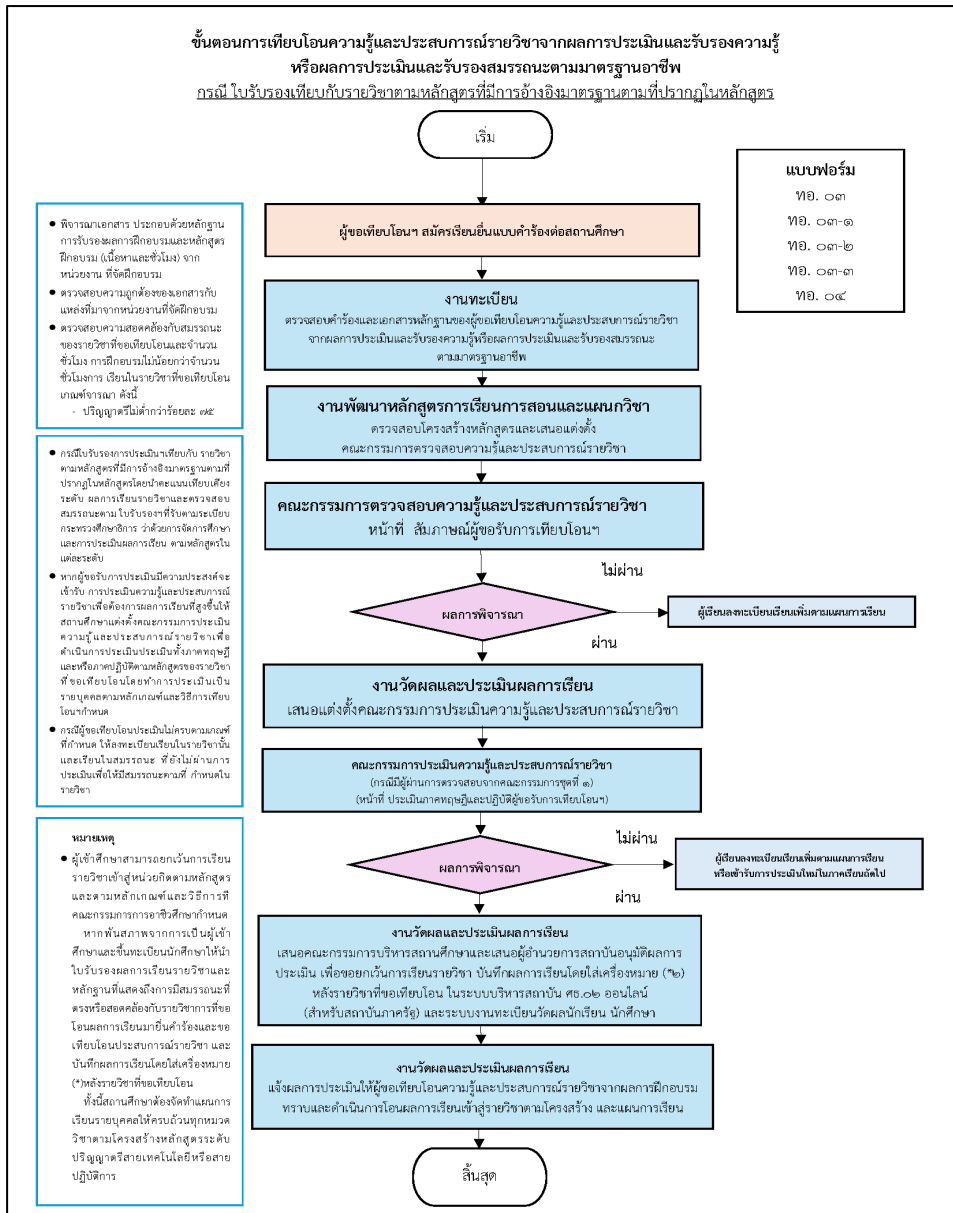 ขั้นตอนการเทียบโอนความรู้และประสบการณ์รายวิชาจากผลการประเมินและรับรองความรู้
หรือผลการประเมินและรับรองสมรรถนะตามมาตรฐานอาชีพ
กรณี ใบรับรองเทียบกับรายวิชาตามหลักสูตรที่มีการอ้างอิงมาตรฐานตามที่ปรากฏในหลักสูตร
เริ่ม
แบบฟอร์ม
ทอ. ๐๓
ทอ. ๐๓-๑
ทอ. ๐๓-๒
ทอ. ๐๓-๓
ทอ. ๐๔
● พิจารณาเอกสาร ประกอบด้วยหลักฐาน
การรับรองผลการฝึกอบรมและหลักสูตร
ฝึกอบรม (เนื้อหาและชั่วโมง) จาก
หน่วยงาน ที่จัดฝึกอบรม
● ตรวจสอบความถูกต้องของเอกสารกับ
แหล่งที่มาจากหน่วยงานที่จัดฝึกอบรม
● ตรวจสอบความสอดคล้องกับสมรรถนะ
ของรายวิชาที่ขอเทียบโอนและจำนวน
ชั่วโมง การฝึกอบรมไม่น้อยกว่าจำนวน
ชั่วโมงการ เรียนในรายวิชาที่ขอเทียบโอน
เกณฑ์จารณา ดังนี้
- ปริญญาตรีไม่ต่ำกว่าร้อยละ ๗๕
● กรณีใบรับรองการประเมินฯเทียบกับ รายวิชา
ตามหลักสูตรที่มีการอ้างอิงมาตรฐานตามที่
ปรากฏในหลักสูตรโดยนำคะแนนเทียบเคียง
ระดับ ผลการเรียนรายวิชาและตรวจสอบ
สมรรถนะตาม ใบรับรองฯที่รับตามระเบียบ
กระทรวงศึกษาธิการ ว่าด้วยการจัดการศึกษา
และการประเมินผลการเรียน ตามหลักสูตรใน
แต่ละระดับ
● หากผู้ขอรับการประเมินมีความประสงค์จะ
เข้ารับ การประเมินความรู้และประสบการณ์
รายวิชาเพื่อต้องการผลการเรียนที่สูงขึ้นให้
สถานศึกษาแต่งตั้งคณะกรรมการประเมิน
ความรู้และประสบการณ์รายวิชาเพื่อ
ดำเนินการประเมินประเมินทั้งภาคทฤษฎี
และหรือภาคปฏิบัติตามหลักสูตรของรายวิชา
ที่ ขอเทียบโอนโดยทำการประเมินเป็น
รายบุคคลตามหลักเกณฑ์และวิธีการเทียบ
โอนฯกำหนด
● กรณีผู้ขอเทียบโอนประเมินไม่ครบตามเกณฑ์
ที่กำหนด ให้ลงทะเบียนเรียนในรายวิชานั้น
และเรียนในสมรรถนะ ที่ยังไม่ผ่านการ
ประเมินเพื่อให้มีสมรรถนะตามที่ กำหนดใน
รายวิชา
หมายเหตุ
● ผู้เข้าศึกษาสามารถยกเว้นการเรียน
รายวิชาเข้าสู่หน่วยกิตตามหลักสูตร
และตามหลักเกณฑ์และวิธีการที่
คณะกรรมการการอาชีวศึกษากำหนด
หากพ้นสภาพจากการเป็นผู้เข้า
ศึกษาและขึ้นทะเบียนนักศึกษาให้นำ
ใบรับรองผลการเรียนรายวิชาและ
หลักฐานที่แสดงถึงการมีสมรรถนะที่
ตรงหรือสอดคล้องกับรายวิชาการที่ขอ
โอนผลการเรียนมายื่นคำร้องและขอ
เทียบโอนประสบการณ์รายวิชา และ
บันทึกผลการเรียนโดยใส่เครื่องหมาย
(*)หลังรายวิชาที่ขอเทียบโอน
ทั้งนี้สถานศึกษาต้องจัดทำแผนการ
เรียนรายบุคคลให้ครบถ้วนทุกหมวด
วิชาตามโครงสร้างหลักสูตรระดับ
ปริญญาตรีสายเทคโนโลยีหรือสาย
ปฏิบัติการ
ผู้ขอเทียบโอนฯ สมัครเรียนยื่นแบบคำร้องต่อสถานศึกษา
งานทะเบียน
ตรวจสอบคำร้องและเอกสารหลักฐานของผู้ขอเทียบโอนความรู้และประสบการณ์รายวิชา
จากผลการประเมินและรับรองความรู้หรือผลการประเมินและรับรองสมรรถนะ
ตามมาตรฐานอาชีพ
งานพัฒนาหลักสูตรการเรียนการสอนและแผนกวิชา
ตรวจสอบโครงสร้างหลักสูตรและเสนอแต่งตั้ง
คณะกรรมการตรวจสอบความรู้และประสบการณ์รายวิชา
คณะกรรมการตรวจสอบความรู้และประสบการณ์รายวิชา
หน้าที่ สัมภาษณ์ผู้ขอรับการเทียบโอนฯ
ไม่ผ่าน
ผลการพิจารณา
ผู้เรียนลงทะเบียนเรียนเพิ่มตามแผนการเรียน
ผ่าน
งานวัดผลและประเมินผลการเรียน
เสนอแต่งตั้งคณะกรรมการประเมินความรู้และประสบการณ์รายวิชา
คณะกรรมการประเมินความรู้และประสบการณ์รายวิชา
(กรณีมีผู้ผ่านการตรวจสอบจากคณะกรรมการชุดที่ ๑)
(หน้าที่ ประเมินภาคทฤษฎีและปฏิบัติผู้ขอรับการเทียบโอนฯ)
ไม่ผ่าน
ผลการพิจารณา
ผู้เรียนลงทะเบียนเรียนเพิ่มตามแผนการเรียน
หรือเข้ารับการประเมินใหม่ในภาคเรียนถัดไป
ผ่าน
งานวัดผลและประเมินผลการเรียน
เสนอคณะกรรมการบริหารสถานศึกษาและเสนอผู้อำนวยการสถาบันอนุมัติผลการ
ประเมิน เพื่อขอยกเว้นการเรียนรายวิชา บันทึกผลการเรียนโดยใส่เครื่องหมาย (*๒)
หลังรายวิชาที่ขอเทียบโอน ในระบบบริหารสถาบัน ศธ.๐๒ ออนไลน์
(สำหรับสถาบันภาครัฐ) และระบบงานทะเบียนวัดผลนักเรียน นักศึกษา
งานวัดผลและประเมินผลการเรียน
แจ้งผลการประเมินให้ผู้ขอเทียบโอนความรู้และประสบการณ์รายวิชาจากผลการฝึกอบรม
ทราบและดำเนินการโอนผลการเรียนเข้าสู่รายวิชาตามโครงสร้าง และแผนการเรียน
สิ้นสุด